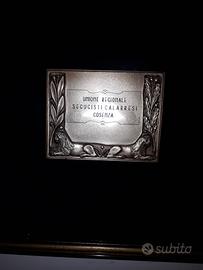 UNIONE REGIONALE
SEGUGISTI CALABRESI
COSENZA
subito